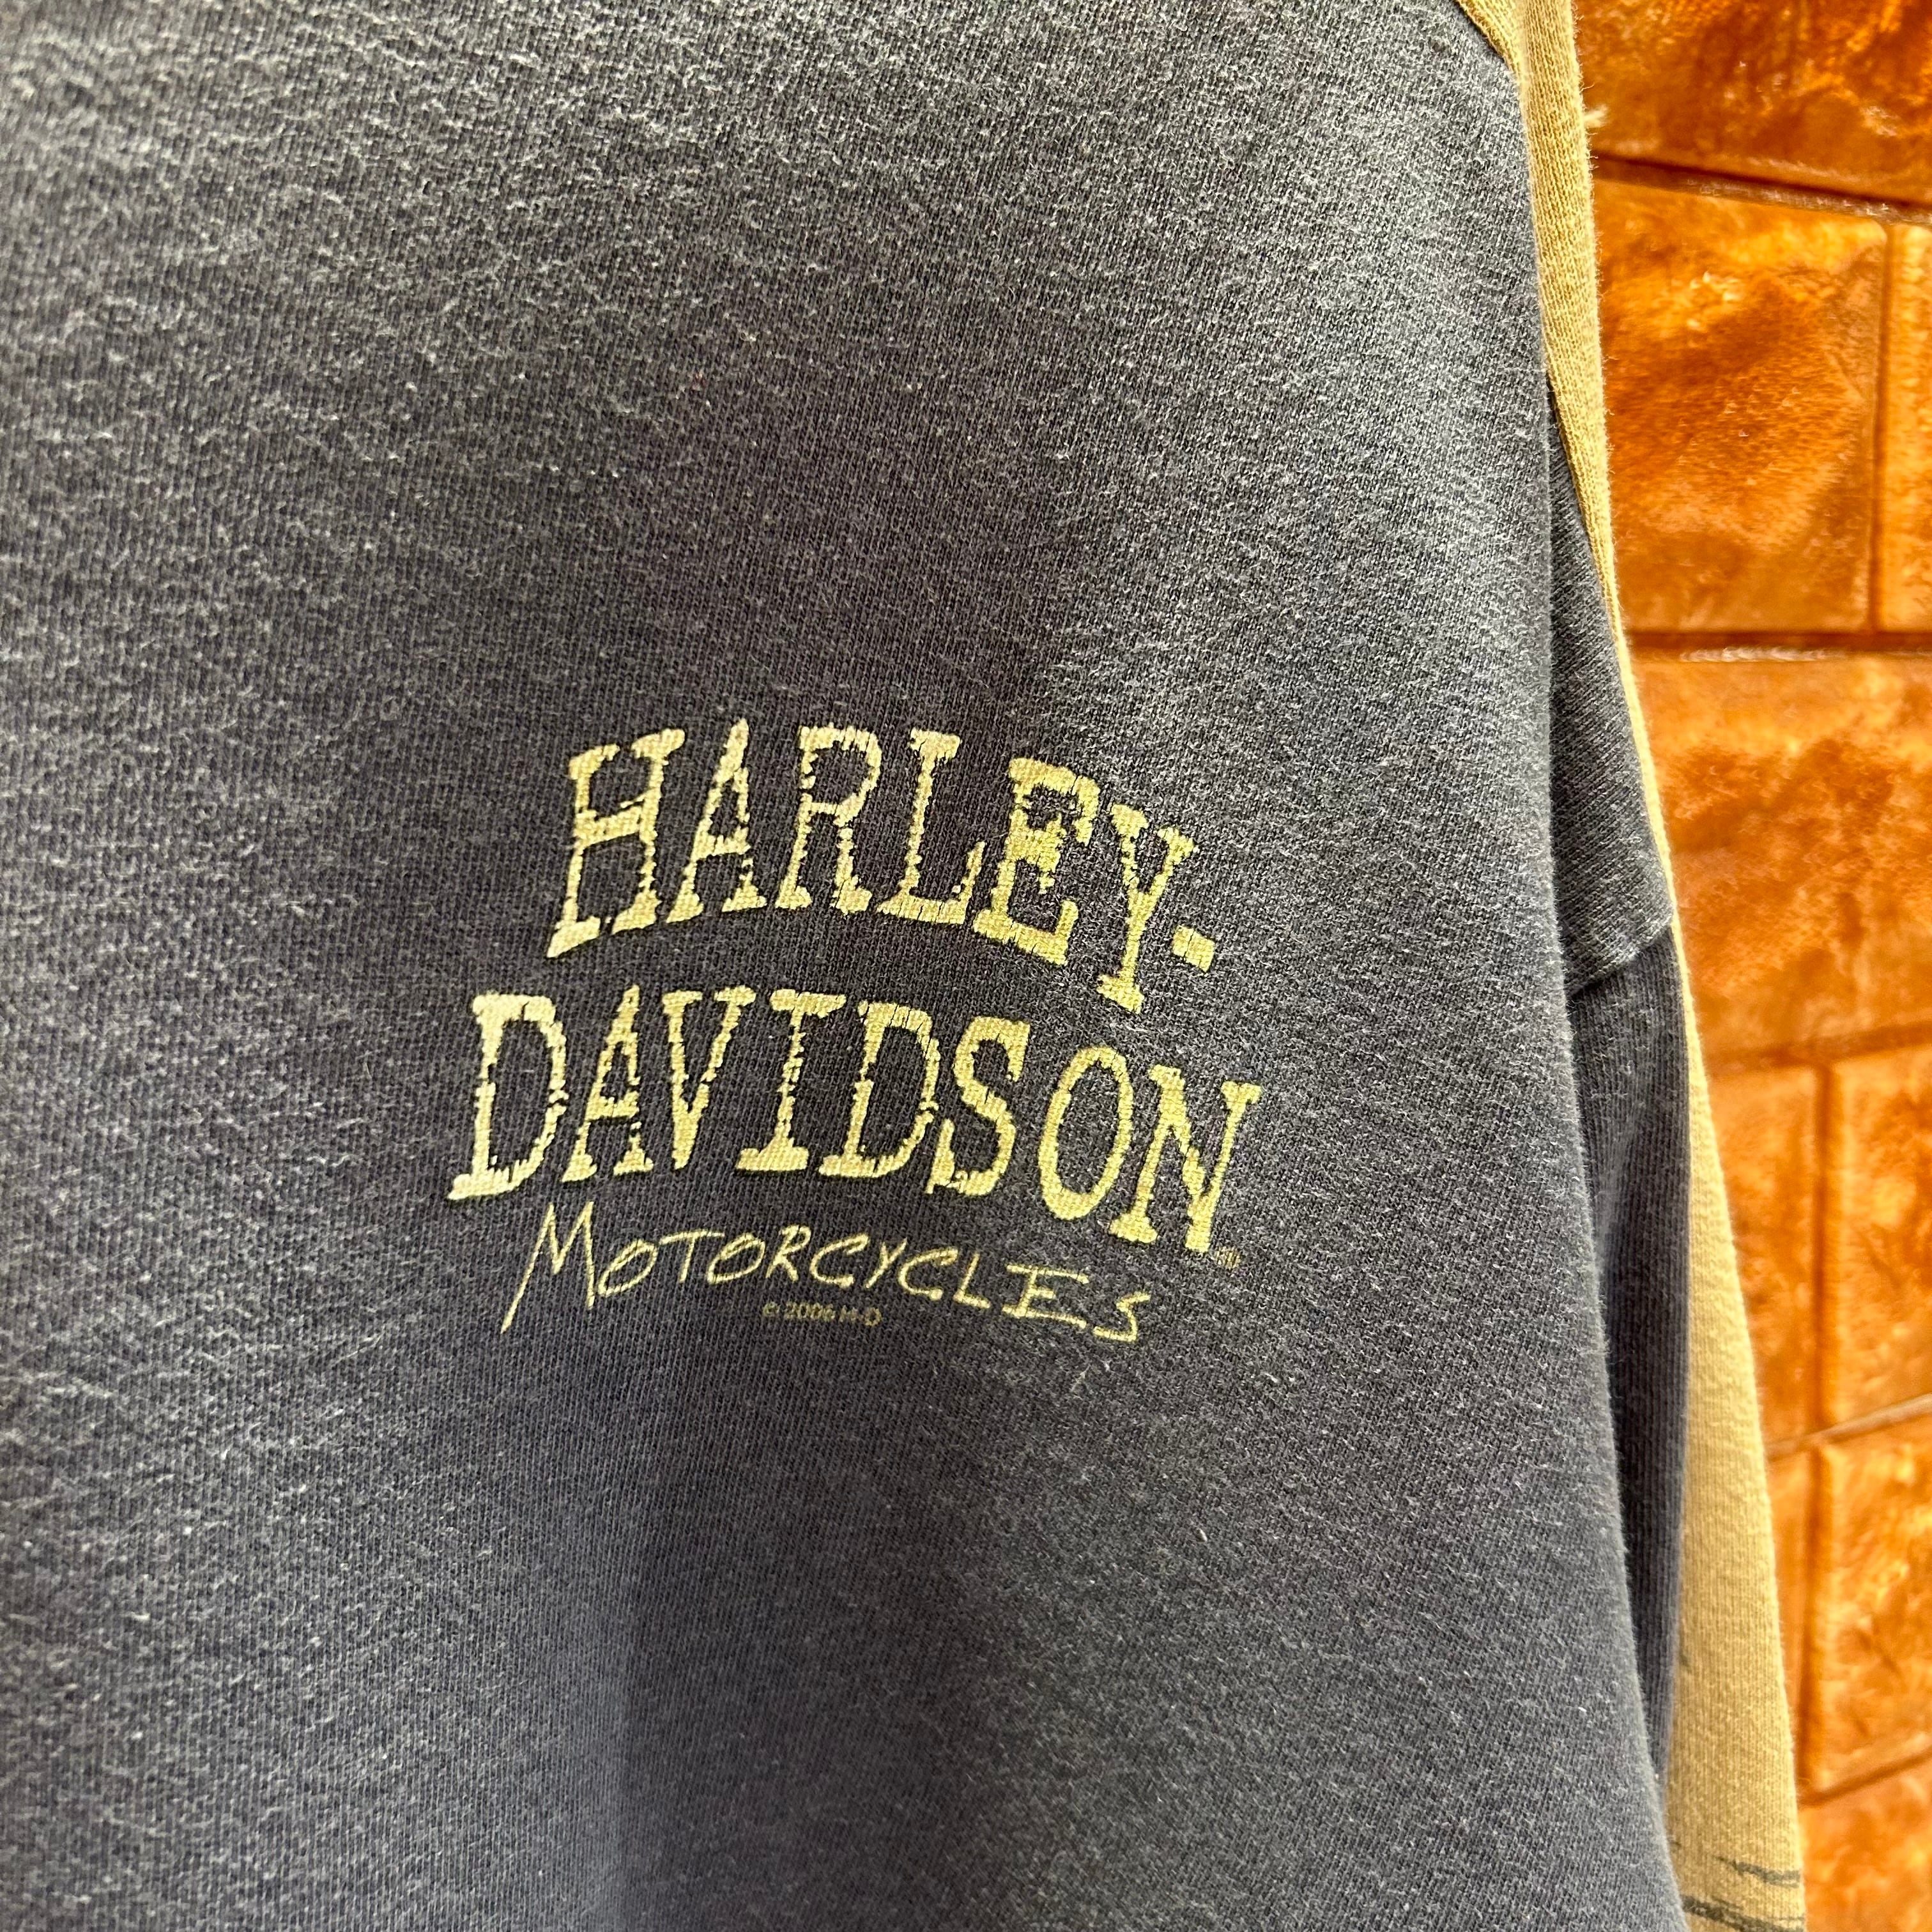 HARLEY-
DAVIDSON®
MOTORCYCLES
© 2006 H-D